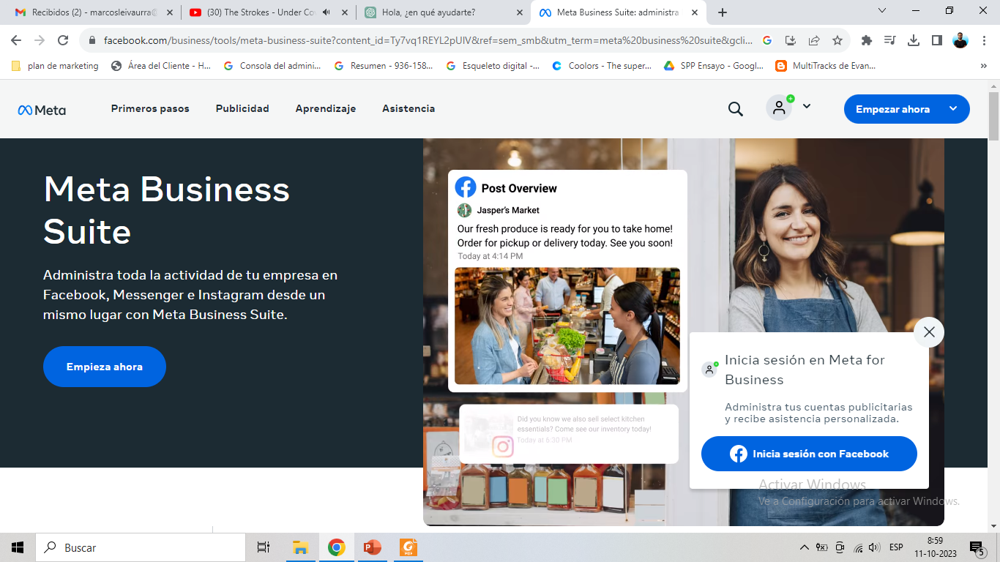 Recibidos (2) - marcosleivaurra@
(30) The Strokes - Under Co
Hola, ¿en qué ayudarte?
Meta Business Suite: administra
facebook.com/business/tools/meta-business-suite?content_id=Ty7vq1REYL2pUIV&ref=sem_smb&utm_term=meta%20business%20suite&gcli...
plan de marketing
Área del Cliente - H...
Consola del admini...
Resumen - 936-158...
Esqueleto digital -...
Coolors - The super...
SPP Ensayo - Googl...
MultiTracks de Evan...
»
Meta
Primeros pasos
Publicidad
Aprendizaje
Asistencia
Empezar ahora
Meta Business
Suite
Administra toda la actividad de tu empresa en
Facebook, Messenger e Instagram desde un
mismo lugar con Meta Business Suite.
Empieza ahora
Post Overview
Jasper's Market
Our fresh produce is ready for you to take home!
Order for pickup or delivery today. See you soon!
Today at 4:14 PM
Did you know we also sell select kitchen
essentials? Come see our inventory today!
Today at 6:30 PM
Inicia sesión en Meta for
Business
Administra tus cuentas publicitarias
y recibe asistencia personalizada.
Inicia sesión con Facebook
Activar Windows
Ve a Configuración para activar Windows.
Buscar
ESP
8:59
11-10-2023
5